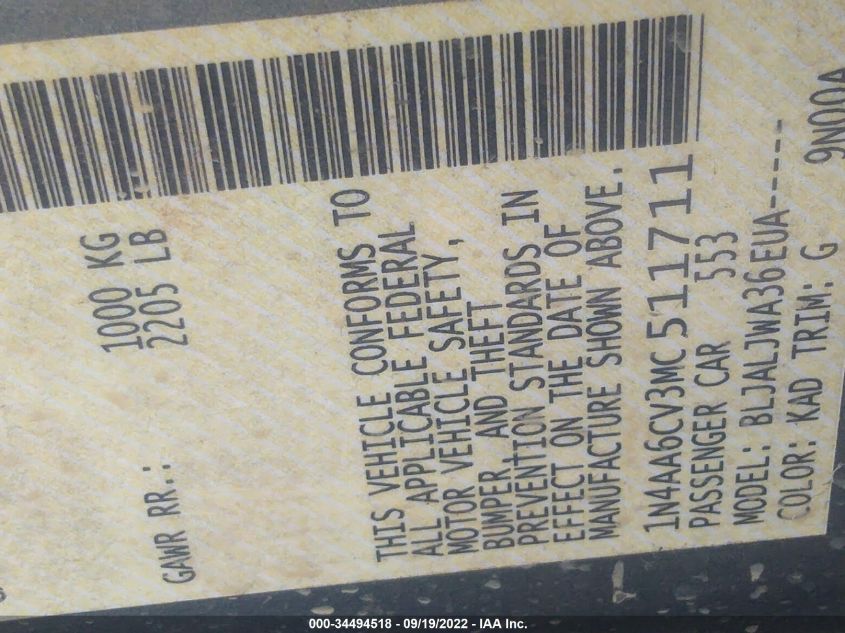 1000 KG
GAWR RR.: 2205 LB
THIS VEHICLE CONFORMS TO
ALL APPLICABLE FEDERAL
MOTOR VEHICLE SAFETY,
BUMPER, AND THEFT
PREVENTION STANDARDS IN
EFFECT ON THE DATE OF
MANUFACTURE SHOWN ABOVE.
1N4AA6CV3MC511711
PASSENGER CAR 553
MODEL: BLJALJWA36EUA-----
COLOR: KAD TRIM: G 9N00A
000-34494518 - 09/19/2022 - IAA Inc.